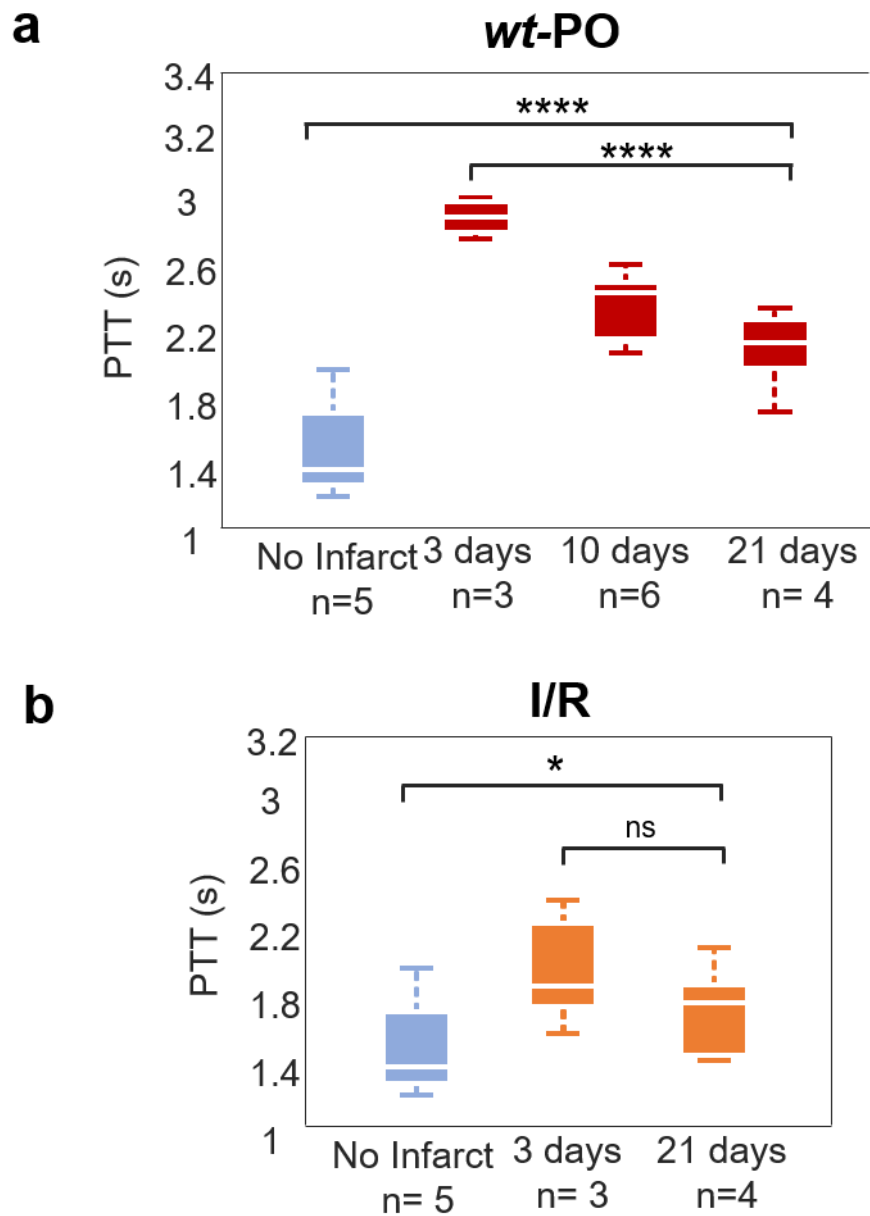 a
wt-PO
3.4
3.2
3
2.6
2.2
1.8
1.4
1
PTT (s)
****
****
No Infarct 3 days 10 days 21 days
n=5 n=3 n=6 n= 4
b
I/R
3.2
3
2.6
2.2
1.8
1.4
1
PTT (s)
*
ns
No Infarct 3 days 21 days
n= 5 n= 3 n=4